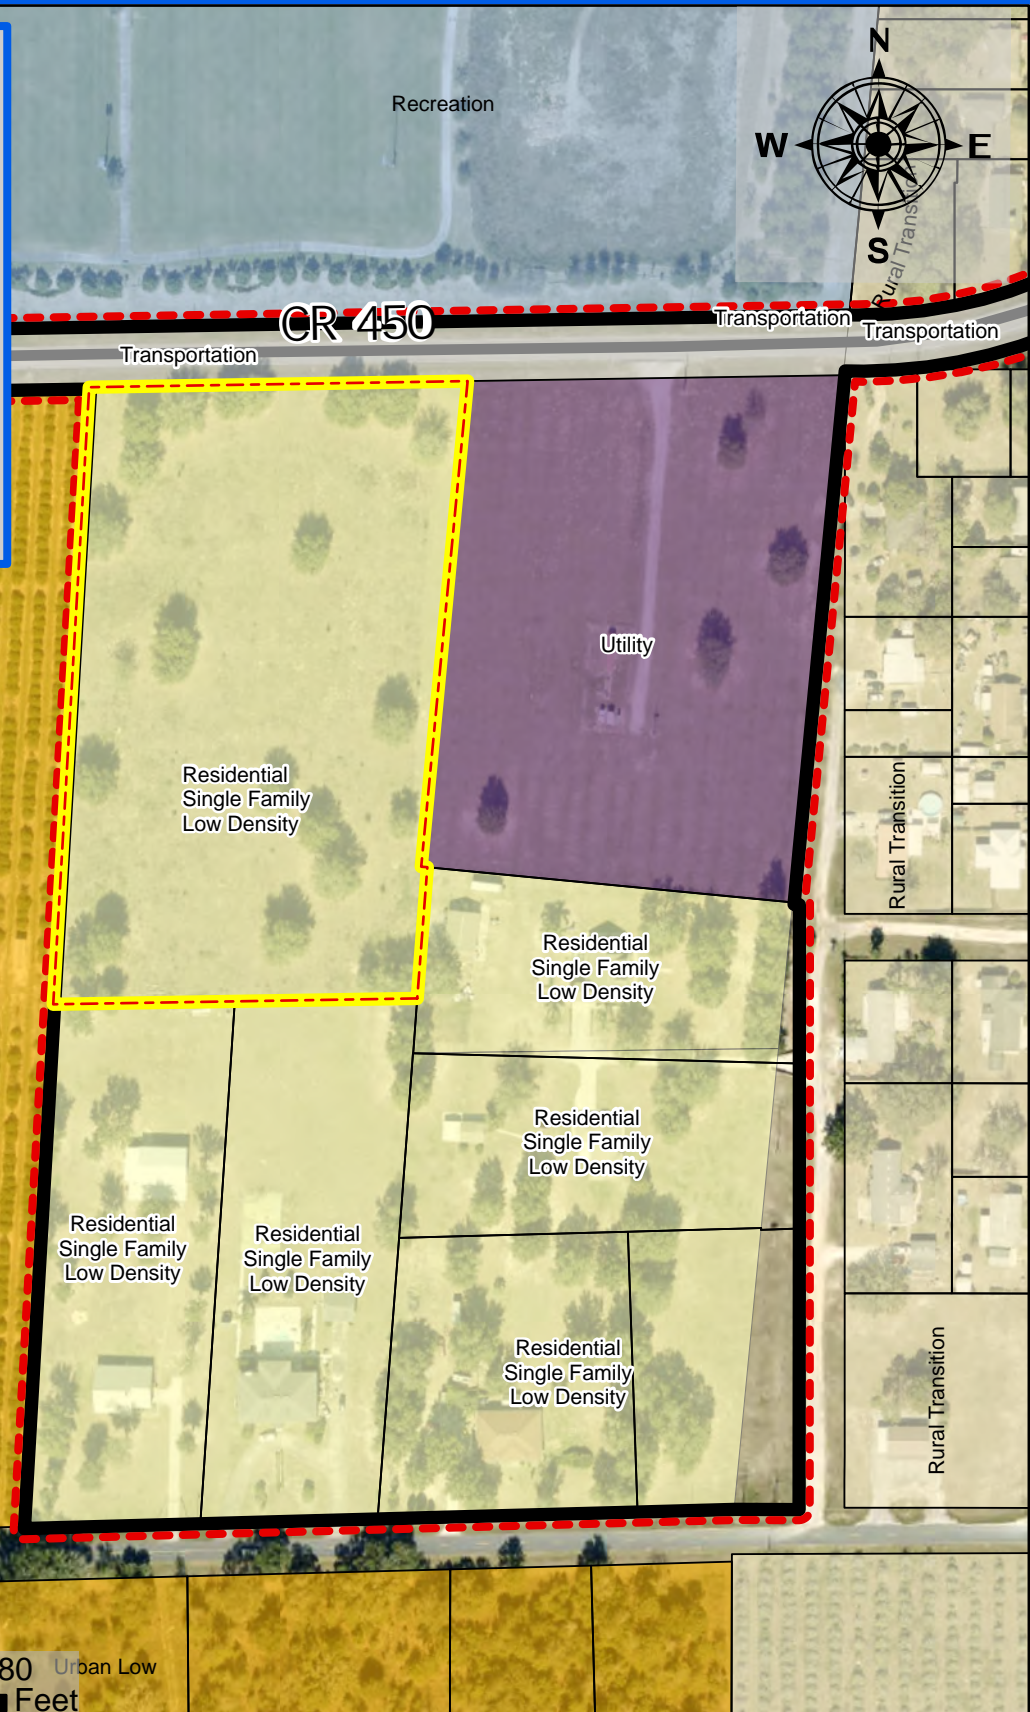 N
Recreation
W
E
S
Rural Transition
CR 450
Transportation
Transportation
Transportation
Utility
Residential
Single Family
Low Density
Rural Transition
Residential
Single Family
Low Density
Residential
Single Family
Low Density
Residential
Single Family
Low Density
Residential
Single Family
Low Density
Residential
Single Family
Low Density
Rural Transition
80
Urban Low
Feet